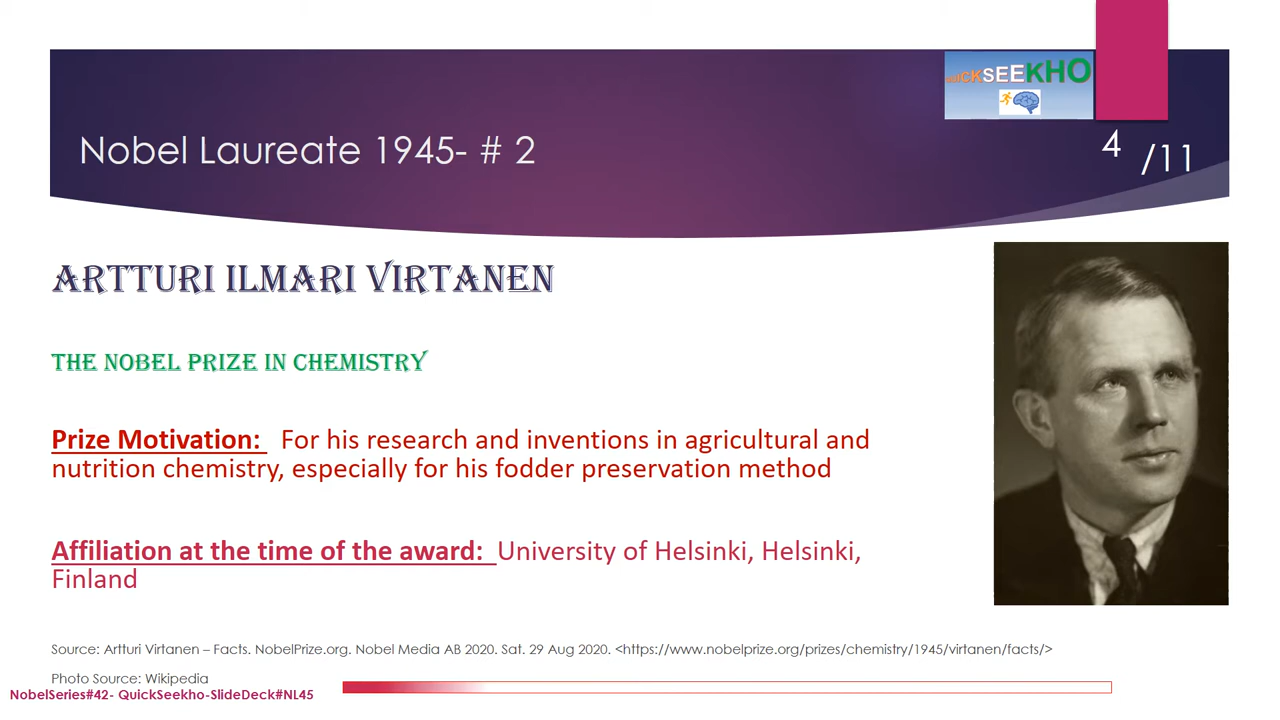 QUICKSEEKHO
Nobel Laureate 1945- # 2
4 /11
ARTTURI ILMARI VIRTANEN
THE NOBEL PRIZE IN CHEMISTRY
Prize Motivation: For his research and inventions in agricultural and
nutrition chemistry, especially for his fodder preservation method
Affiliation at the time of the award: University of Helsinki, Helsinki,
Finland
Source: Artturi Virtanen – Facts. NobelPrize.org. Nobel Media AB 2020. Sat. 29 Aug 2020. <https://www.nobelprize.org/prizes/chemistry/1945/virtanen/facts/>
Photo Source: Wikipedia
NobelSeries#42- QuickSeekho-SlideDeck#NL45